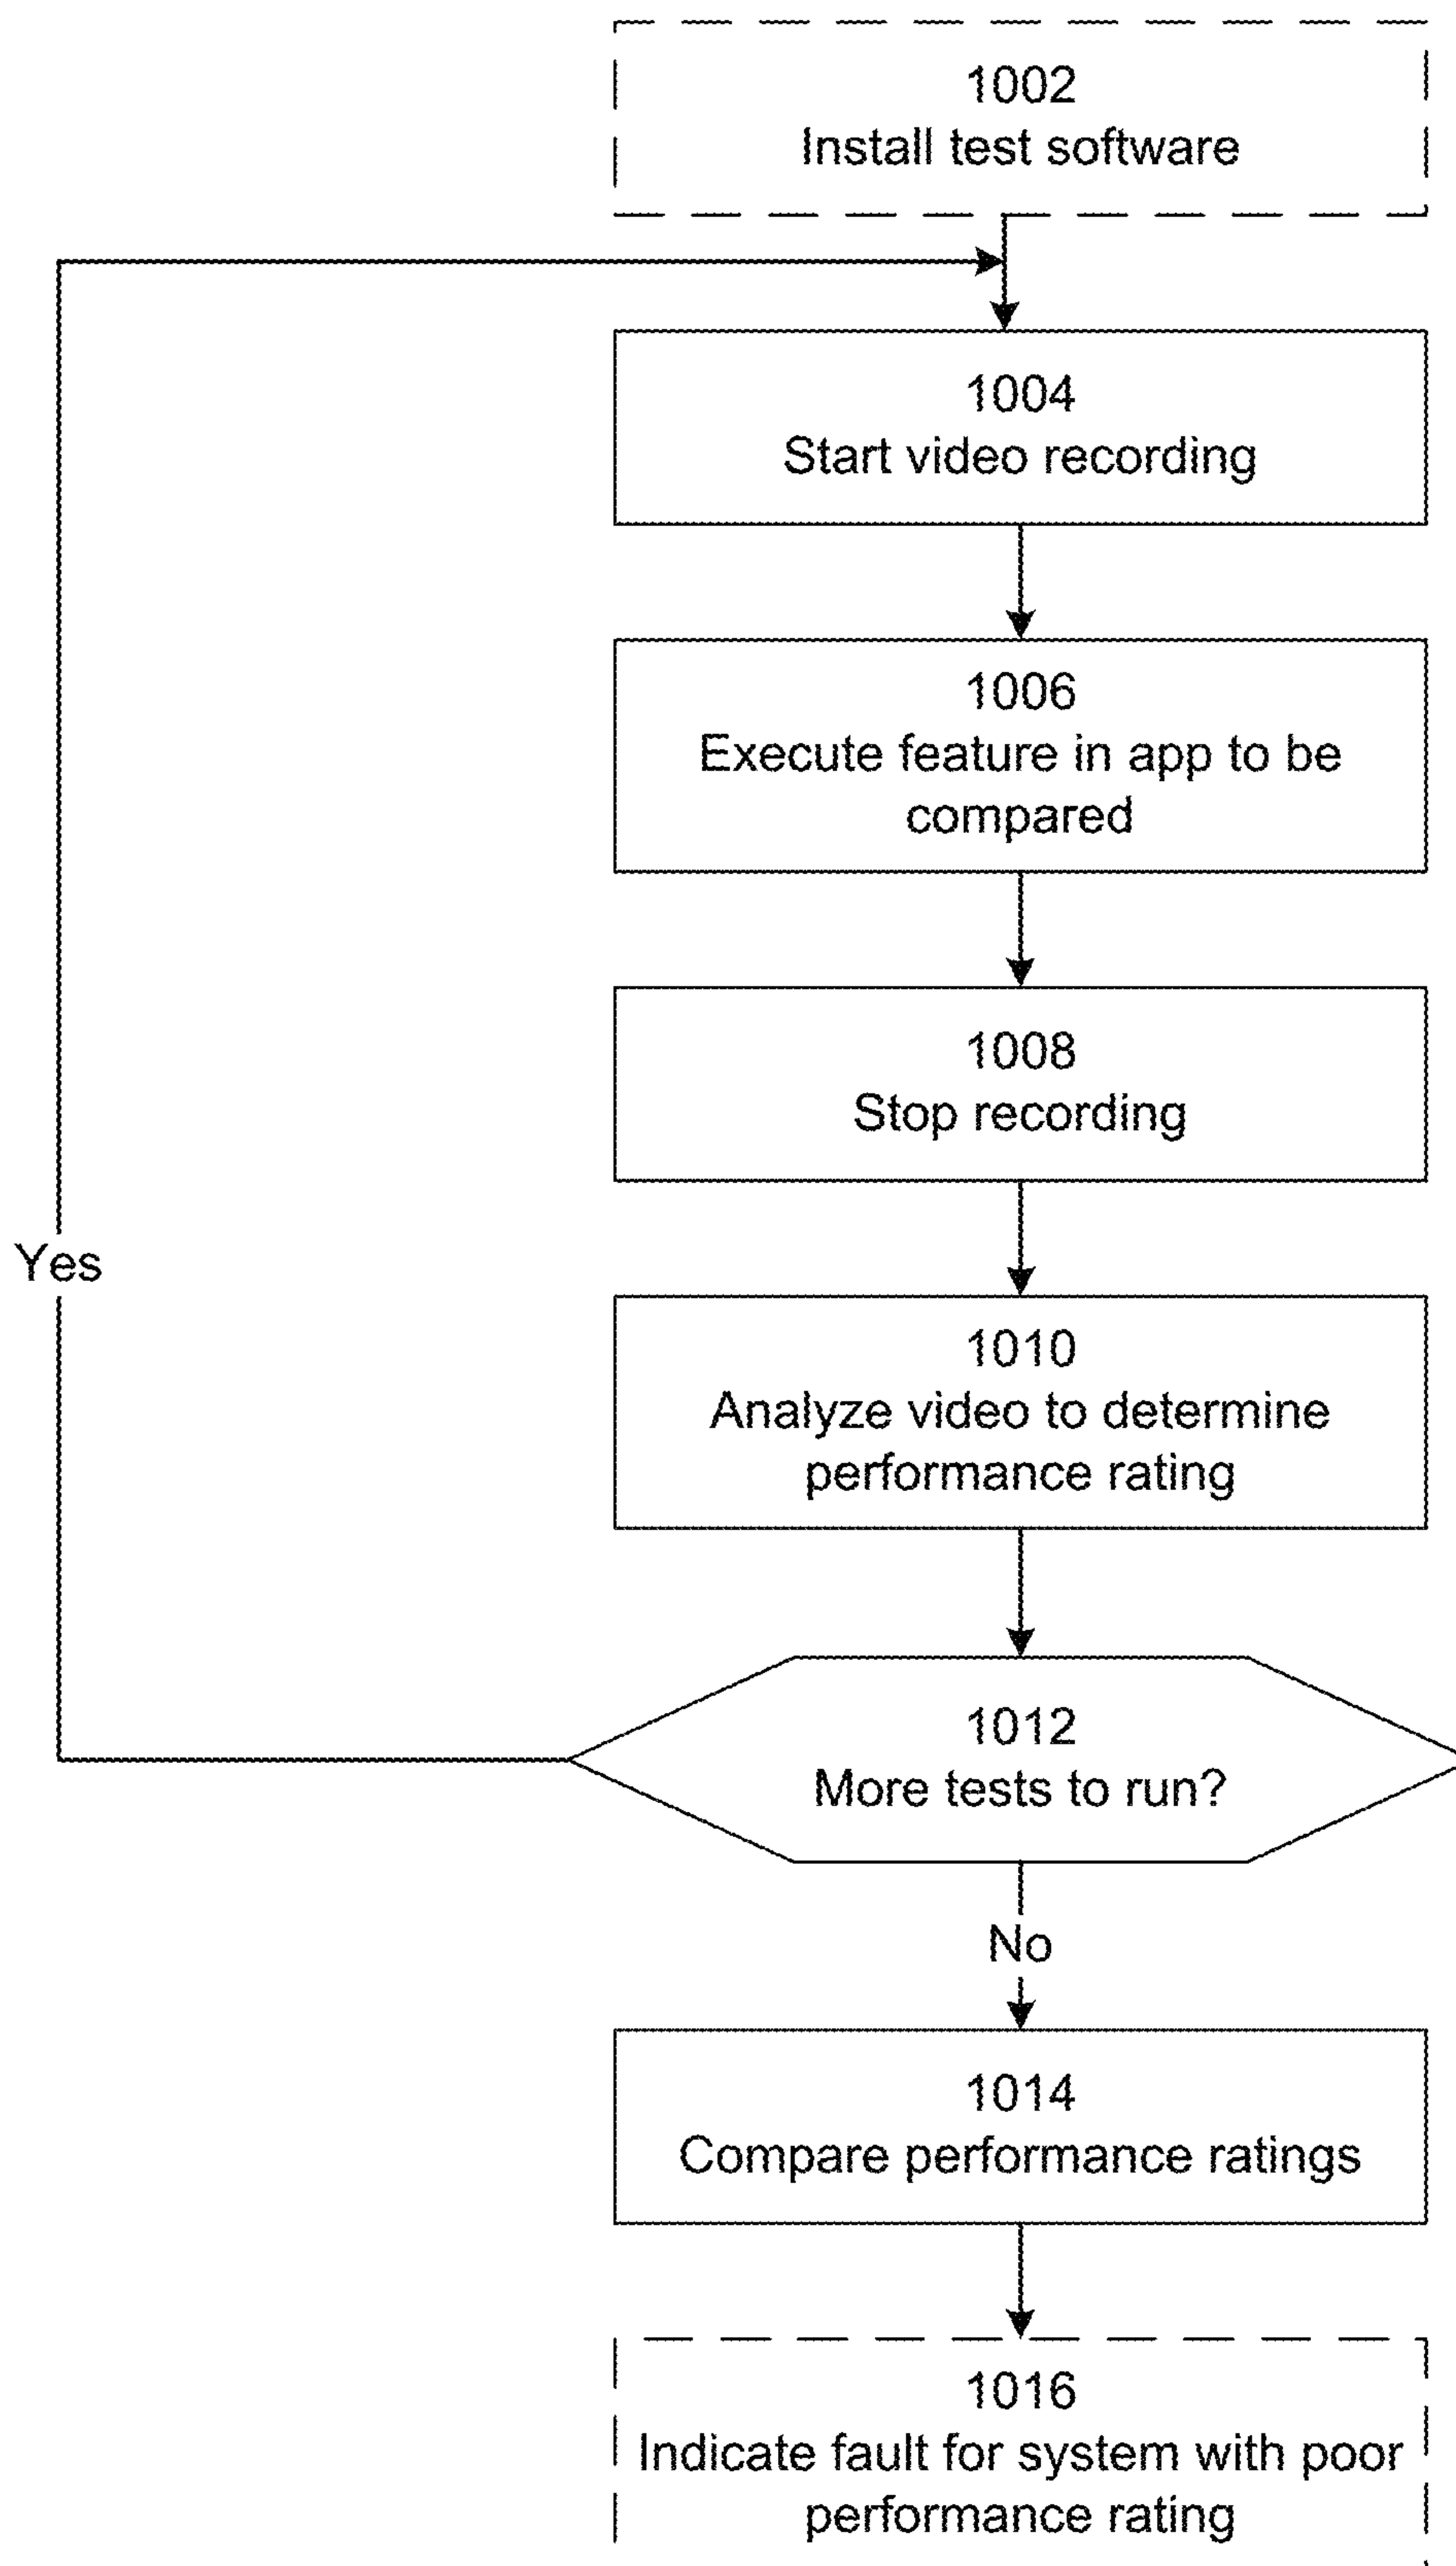 1002
Install test software
1004
Start video recording
1006
Execute feature in app to be
compared
1008
Stop recording
1010
Analyze video to determine
performance rating
Yes
1012
More tests to run?
No
1014
Compare performance ratings
1016
Indicate fault for system with poor
performance rating